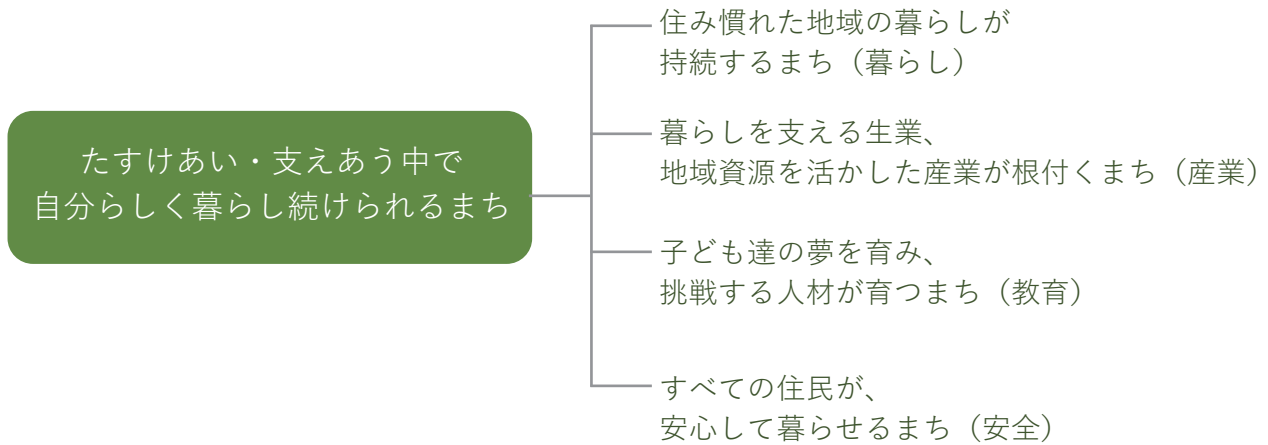 たすけあい・支えあう中で
自分らしく暮らし続けられるまち
住み慣れた地域の暮らしが
持続するまち（暮らし）
暮らしを支える生業、
地域資源を活かした産業が根付くまち（産業）
子ども達の夢を育み、
挑戦する人材が育つまち（教育）
すべての住民が、
安心して暮らせるまち（安全）